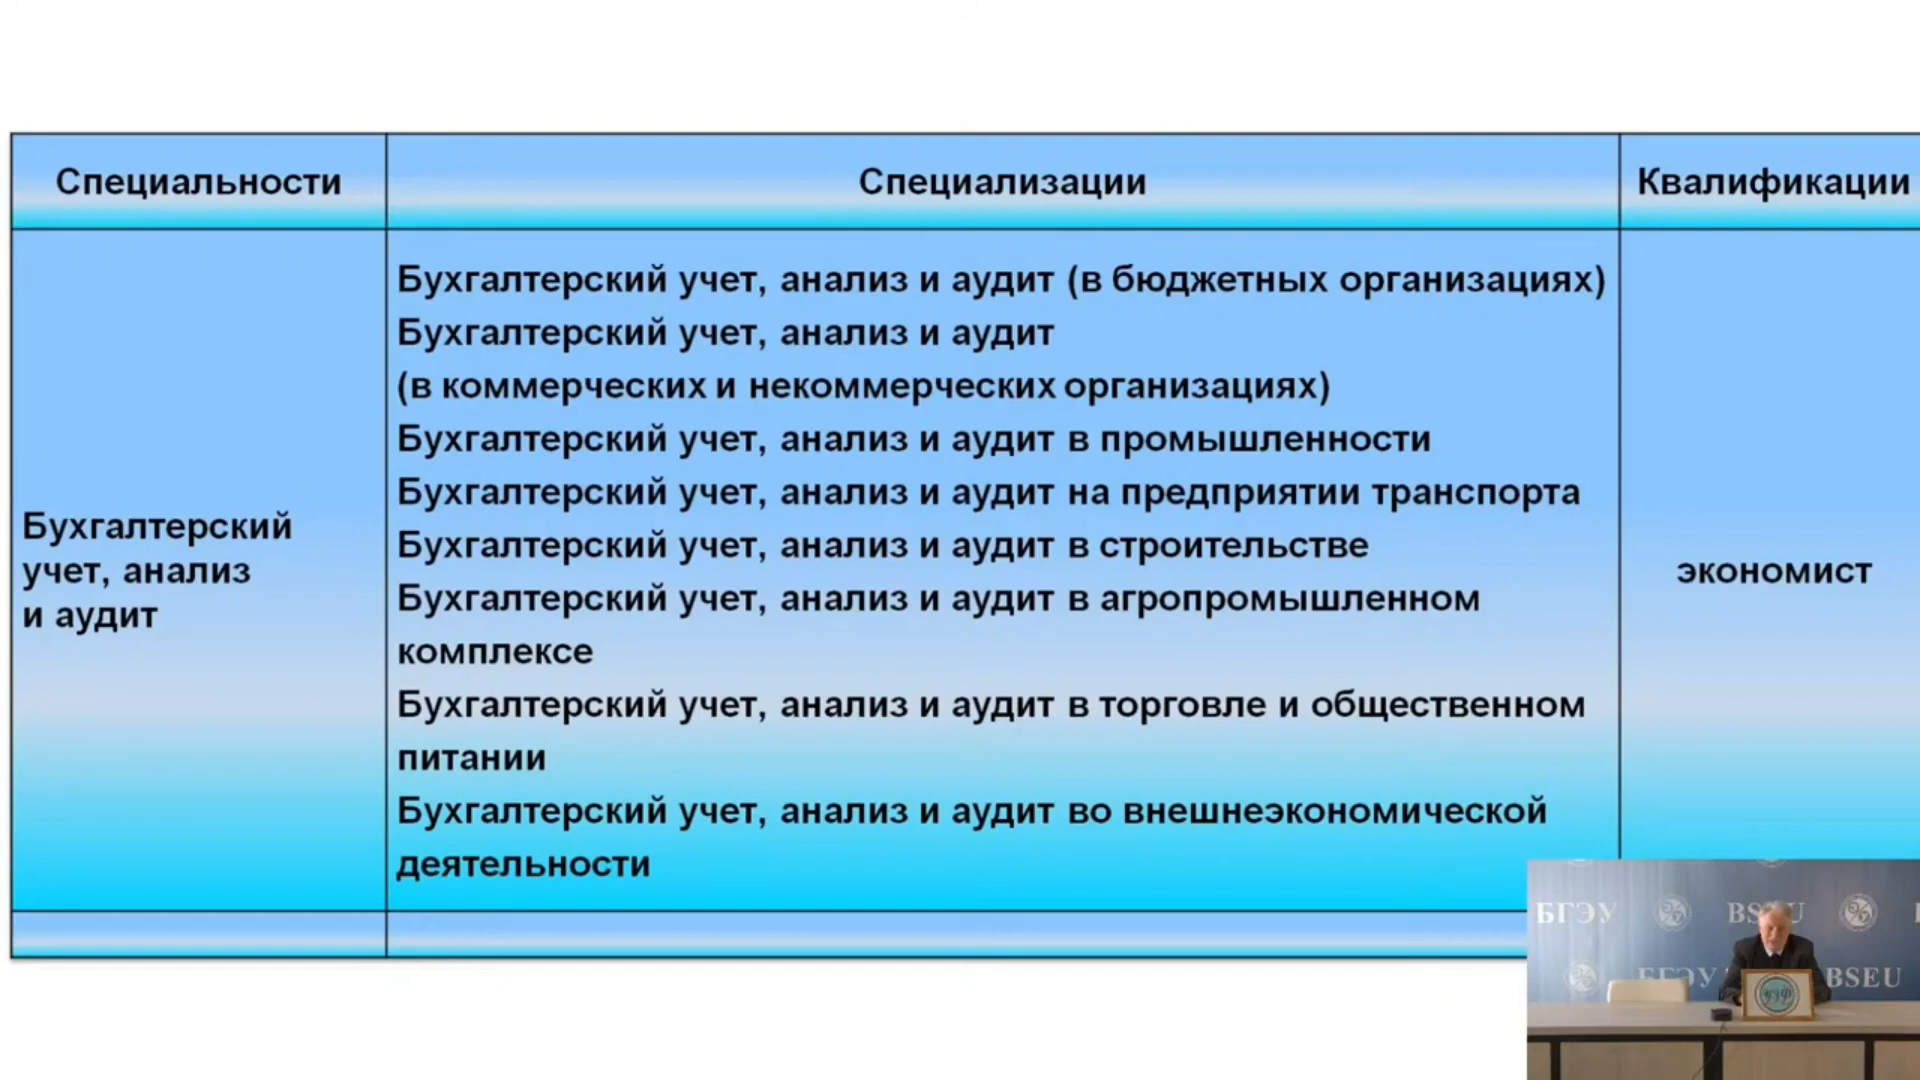 Специальности
Специализации
Квалификации
Бухгалтерский
учет, анализ
и аудит
Бухгалтерский учет, анализ и аудит (в бюджетных организациях)
Бухгалтерский учет, анализ и аудит
(в коммерческих и некоммерческих организациях)
Бухгалтерский учет, анализ и аудит в промышленности
Бухгалтерский учет, анализ и аудит на предприятии транспорта
Бухгалтерский учет, анализ и аудит в строительстве
Бухгалтерский учет, анализ и аудит в агропромышленном
комплексе
Бухгалтерский учет, анализ и аудит в торговле и общественном
питании
Бухгалтерский учет, анализ и аудит во внешнеэкономической
деятельности
экономист
БГЭУ
BSEU
БГЭУ
BSEU